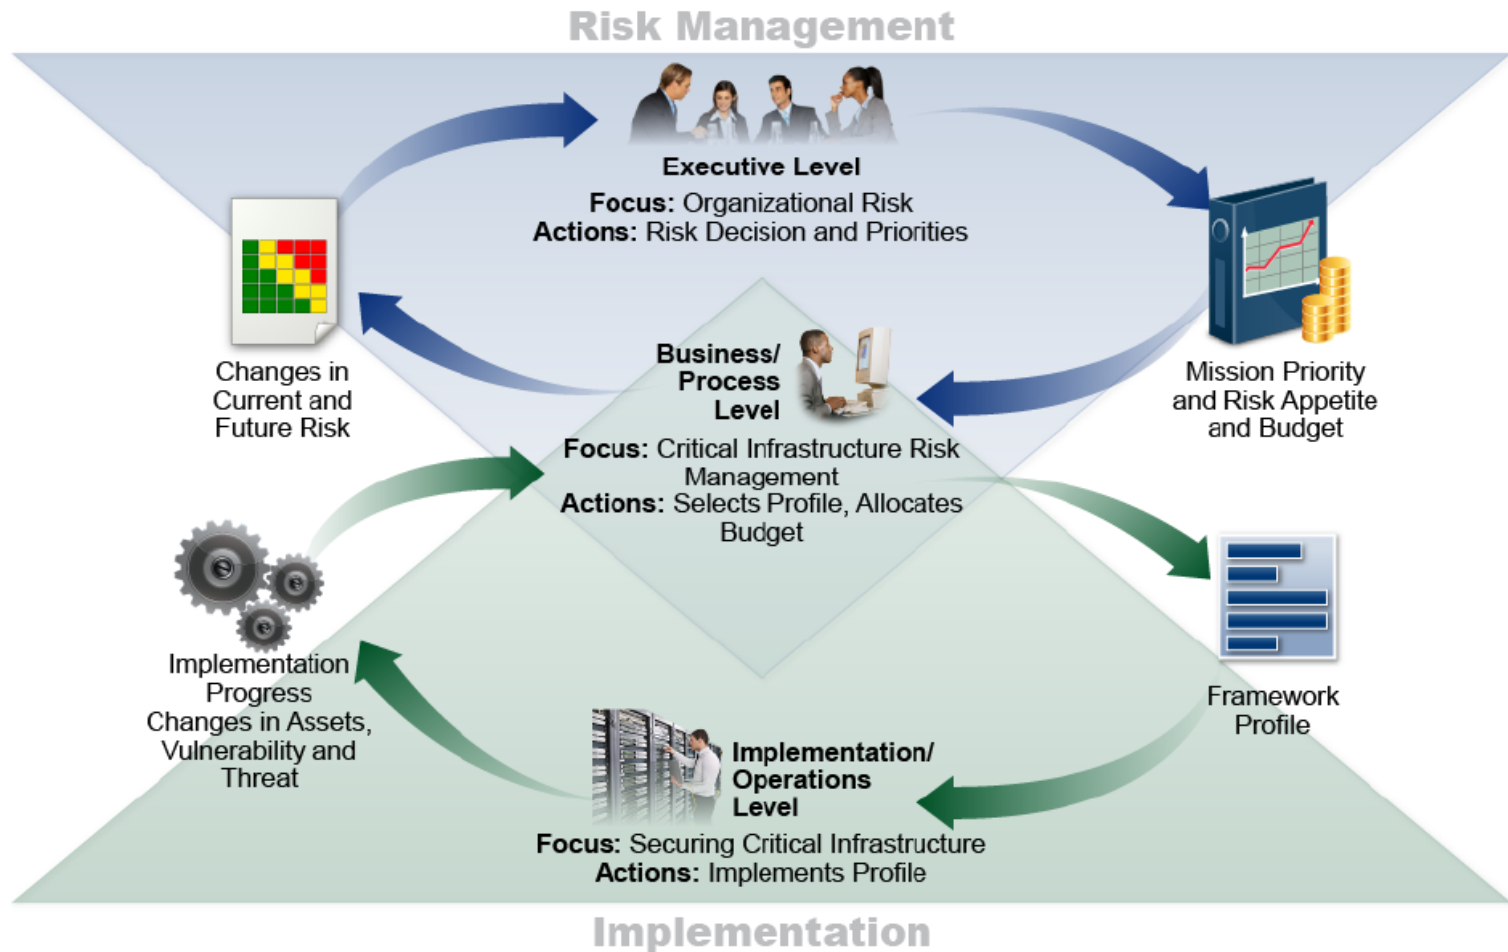 Risk Management
Executive Level
Focus: Organizational Risk
Actions: Risk Decision and Priorities
Changes in
Current and
Future Risk
Business/
Process
Level
Focus: Critical Infrastructure Risk
Management
Actions: Selects Profile, Allocates
Budget
Mission Priority
and Risk Appetite
and Budget
Implementation
Progress
Changes in Assets,
Vulnerability and
Threat
Framework
Profile
Implementation/
Operations
Level
Focus: Securing Critical Infrastructure
Actions: Implements Profile
Implementation